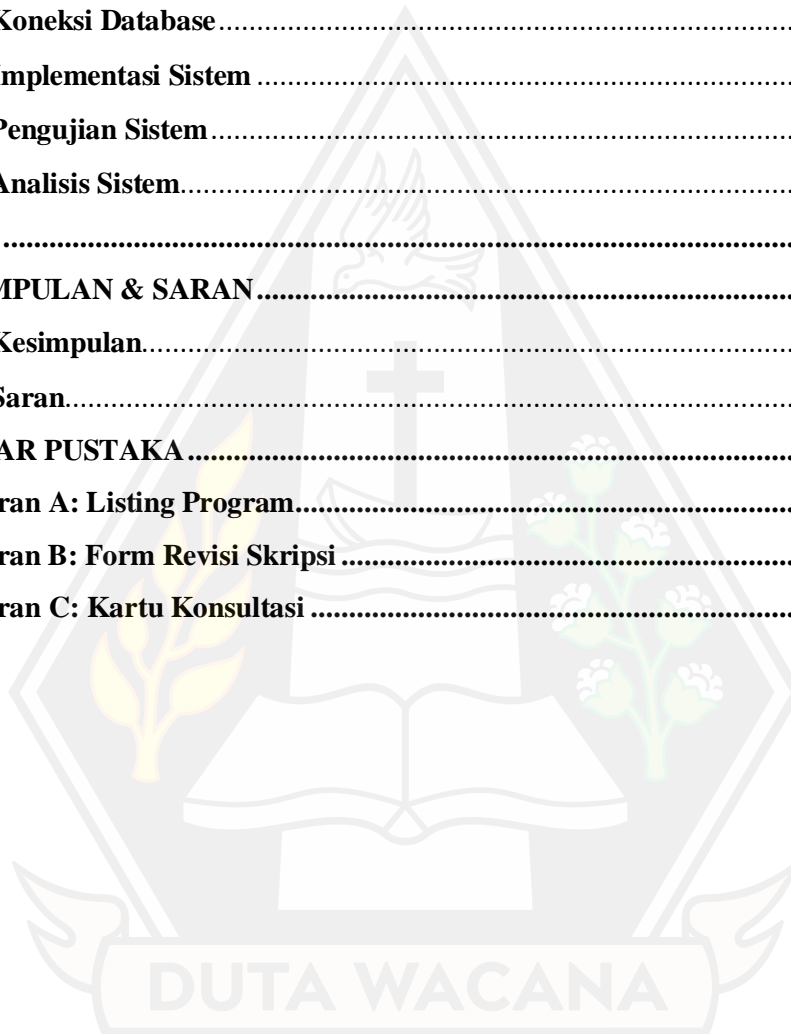 Koneksi Database........................................................................
Implementasi Sistem........................................................................
Pengujian Sistem........................................................................
Analisis Sistem........................................................................
........................................................................
MPULAN & SARAN........................................................................
Kesimpulan........................................................................
Saran........................................................................
AR PUSTAKA........................................................................
ran A: Listing Program........................................................................
ran B: Form Revisi Skripsi........................................................................
ran C: Kartu Konsultasi........................................................................
DUTA WACANA